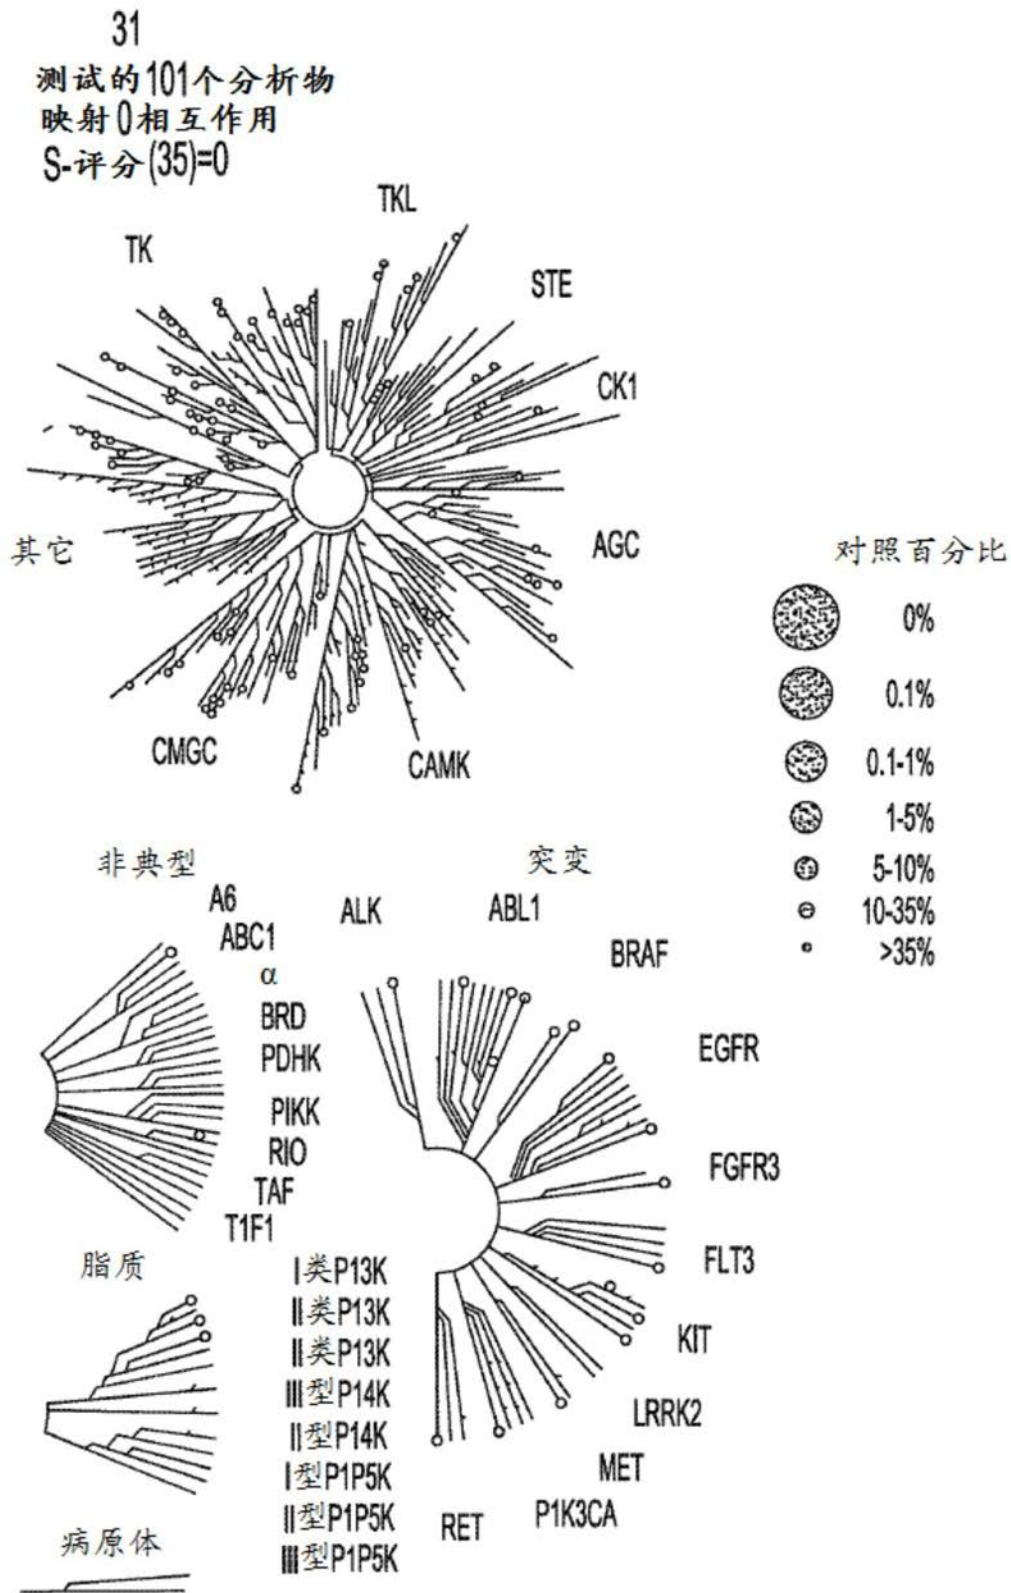 31
测试的101个分析物
映射0相互作用
S-评分(35)=0
TKL
TK
STE
CK1
其它
AGC
对照百分比
0%
0.1%
0.1-1%
1-5%
5-10%
10-35%
>35%
CMGC
CAMK
非典型
突变
A6
ABC1
α
BRD
PDHK
PIKK
RIO
TAF
T1F1
ALK
ABL1
BRAF
EGFR
FGFR3
FLT3
KIT
LRRK2
MET
P1K3CA
RET
脂质
I类P13K
II类P13K
II类P13K
III型P14K
II型P14K
I型P1P5K
II型P1P5K
III型P1P5K
病原体